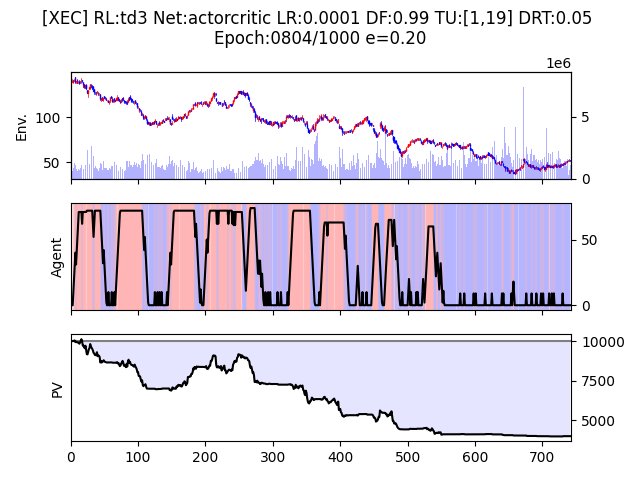 [XEC] RL:td3 Net:actorcritic LR:0.0001 DF:0.99 TU:[1,19] DRT:0.05
Epoch:0804/1000 e=0.20
1e6
Env.
100
50
5
0
Agent
50
0
PV
10000
7500
5000
0 100 200 300 400 500 600 700